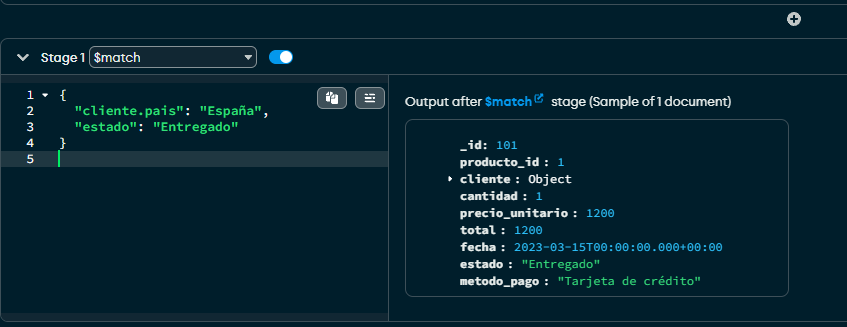 Stage 1 $match
1 {
2 "cliente.pais": "España",
3 "estado": "Entregado"
4 }
5
Output after $match stage (Sample of 1 document)
_id: 101
producto_id : 1
cliente : Object
cantidad : 1
precio_unitario : 1200
total : 1200
fecha : 2023-03-15T00:00:00.000+00:00
estado : "Entregado"
metodo_pago : "Tarjeta de crédito"